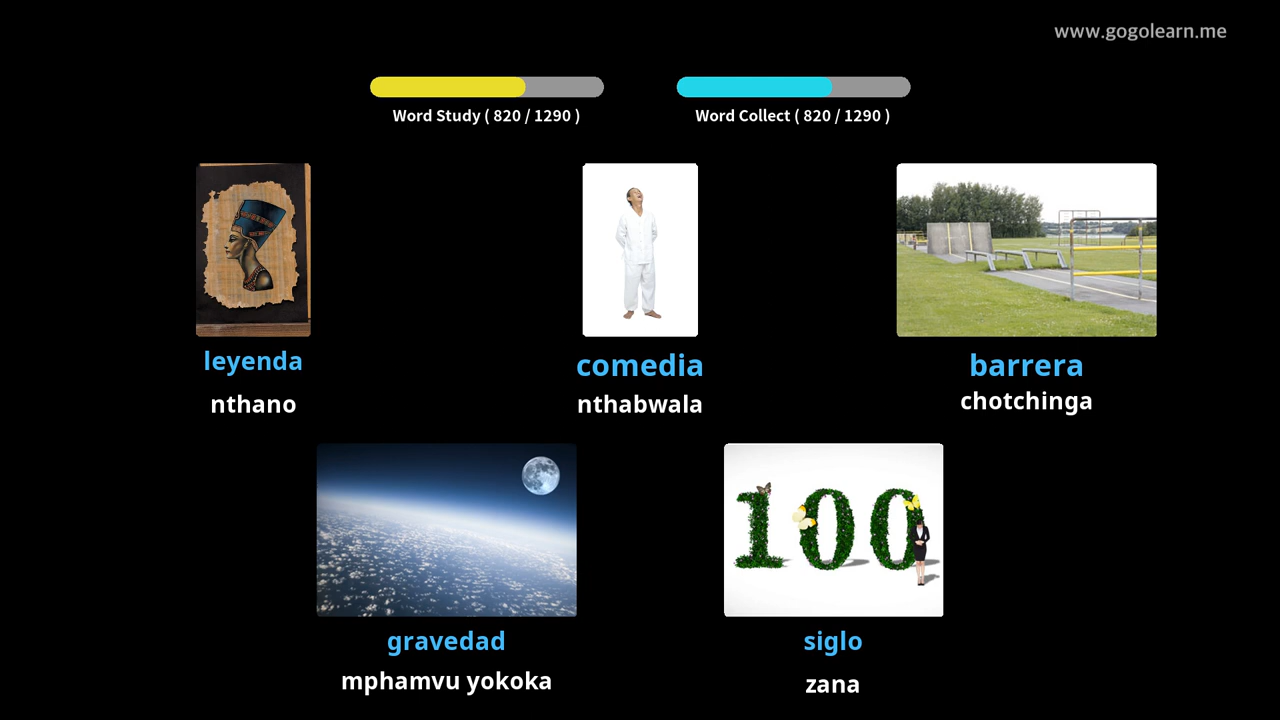 www.gogolearn.me
Word Study ( 820 / 1290 )
Word Collect ( 820 / 1290 )
leyenda
nthano
comedia
nthabwala
barrera
chotchinga
100
gravedad
mphamvu yokoka
siglo
zana